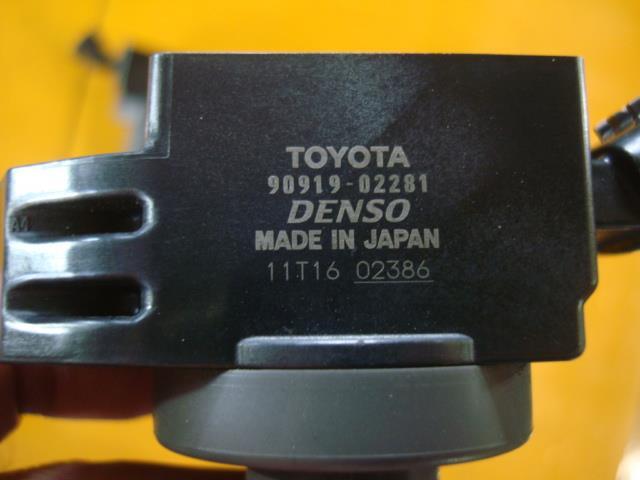 TOYOTA
90919-02281
DENSO
MADE IN JAPAN
11T16 02386